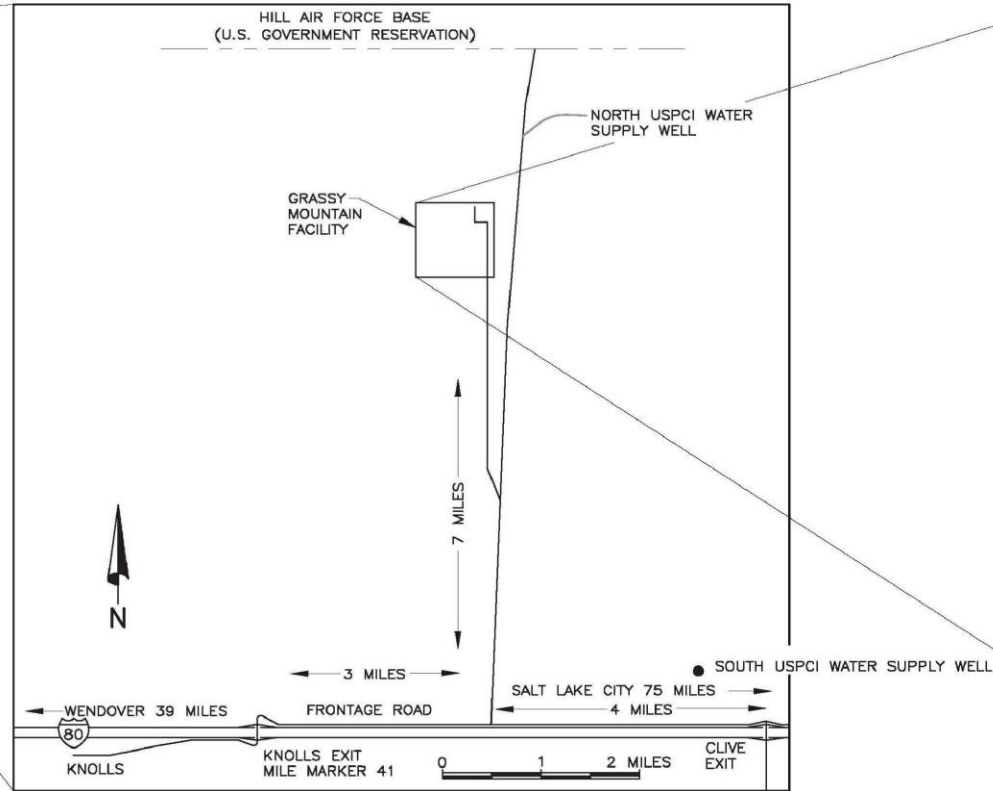 HILL AIR FORCE BASE
(U.S. GOVERNMENT RESERVATION)
NORTH USPCI WATER
SUPPLY WELL
GRASSY
MOUNTAIN
FACILITY
7 MILES
N
3 MILES
SOUTH USPCI WATER SUPPLY WELL
SALT LAKE CITY 75 MILES
WENDOVER 39 MILES
FRONTAGE ROAD
4 MILES
80
KNOLLS
KNOLLS EXIT
MILE MARKER 41
0 1 2 MILES
CLIVE
EXIT